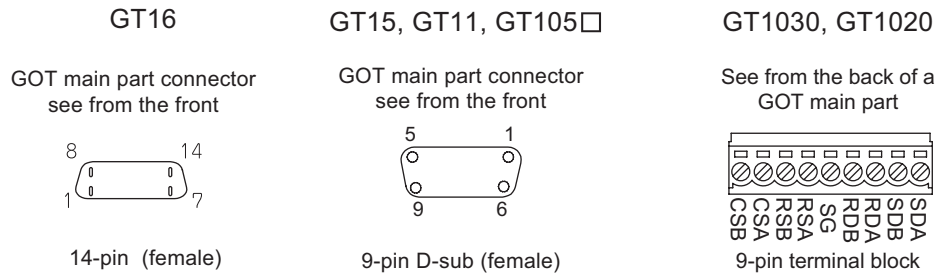 GT16
GOT main part connector
see from the front
8 14
1 7
14-pin (female)
GT15, GT11, GT105□
GOT main part connector
see from the front
5 1
9 6
9-pin D-sub (female)
GT1030, GT1020
See from the back of a
GOT main part
CSB CSA RSB RSA SG RDB RDA SDB SDA
9-pin terminal block